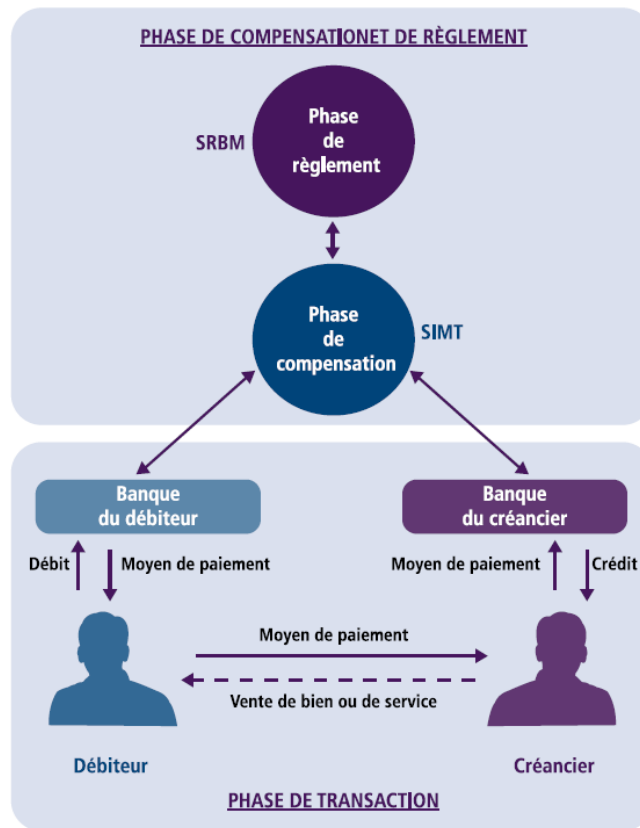 PHASE DE COMPENSATIONET DE RÈGLEMENT
Phase
de
règlement
SRBM
Phase
de
compensation
SIMT
Banque
du débiteur
Banque
du créancier
Débit
Moyen de paiement
Moyen de paiement
Crédit
Moyen de paiement
Vente de bien ou de service
Débiteur
Créancier
PHASE DE TRANSACTION